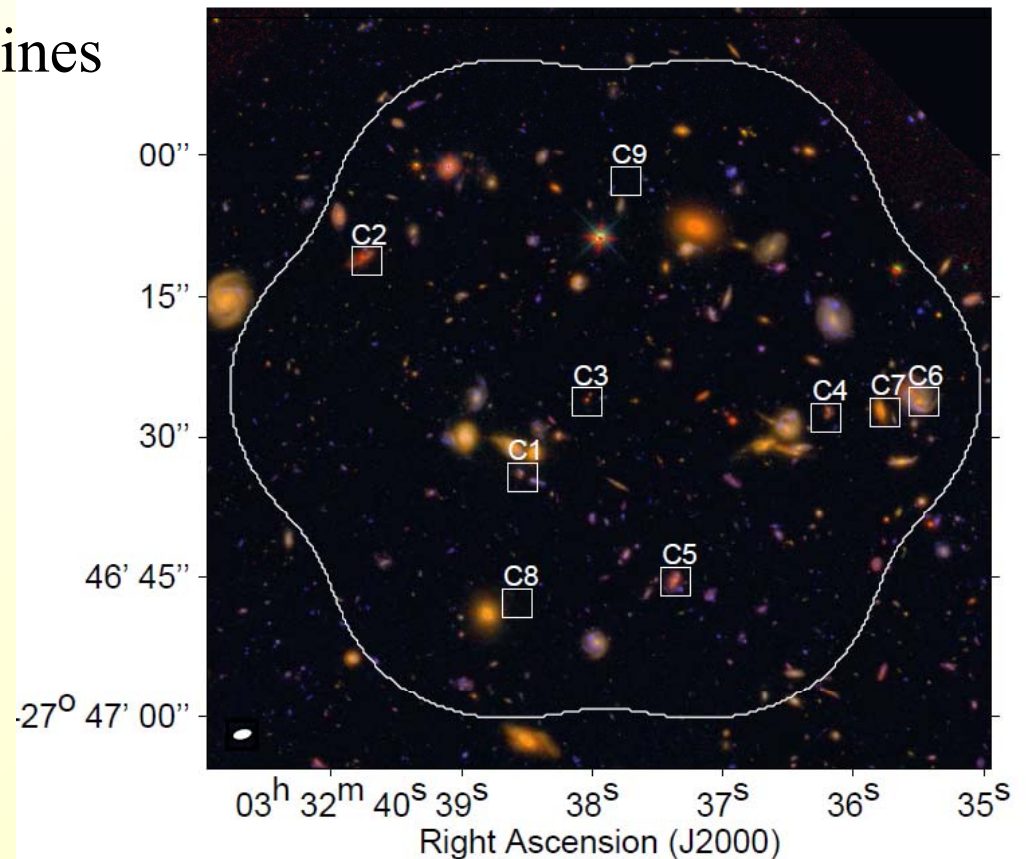 ines
00”
C9
C2
15”
C3
C4
C7
C6
30”
C1
46’ 45”
C5
C8
-27o 47’ 00”
03h 32m 40s
39s
38s
37s
36s
35s
Right Ascension (J2000)